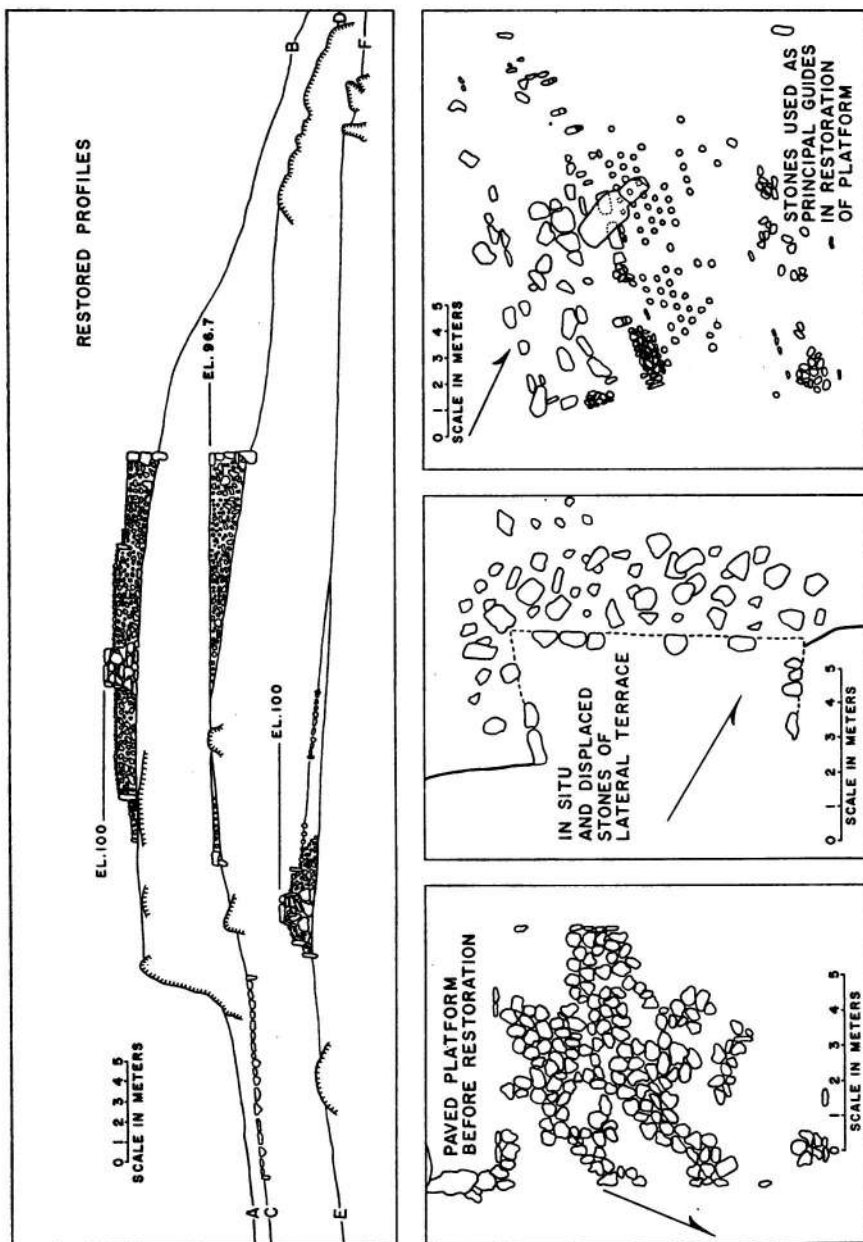 RESTORED PROFILES
EL. 100
EL. 96.7
EL. 100
A
B
C
D
E
F
0 1 2 3 4 5
SCALE IN METERS
PAVED PLATFORM
BEFORE RESTORATION
0 1 2 3 4 5
SCALE IN METERS
IN SITU
AND DISPLACED
STONES OF
LATERAL TERRACE
0 1 2 3 4 5
SCALE IN METERS
0 1 2 3 4 5
SCALE IN METERS
STONES USED AS
PRINCIPAL GUIDES
IN RESTORATION
OF PLATFORM